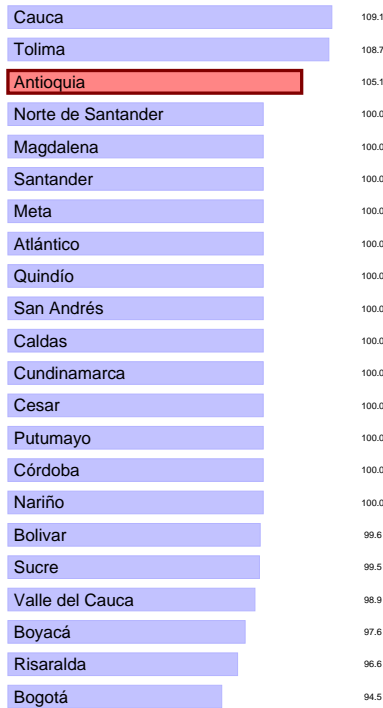 Cauca 109.1
Tolima 108.7
Antioquia 105.1
Norte de Santander 100.0
Magdalena 100.0
Santander 100.0
Meta 100.0
Atlántico 100.0
Quindío 100.0
San Andrés 100.0
Caldas 100.0
Cundinamarca 100.0
Cesar 100.0
Putumayo 100.0
Córdoba 100.0
Nariño 100.0
Bolivar 99.6
Sucre 99.5
Valle del Cauca 98.9
Boyacá 97.6
Risaralda 96.6
Bogotá 94.5